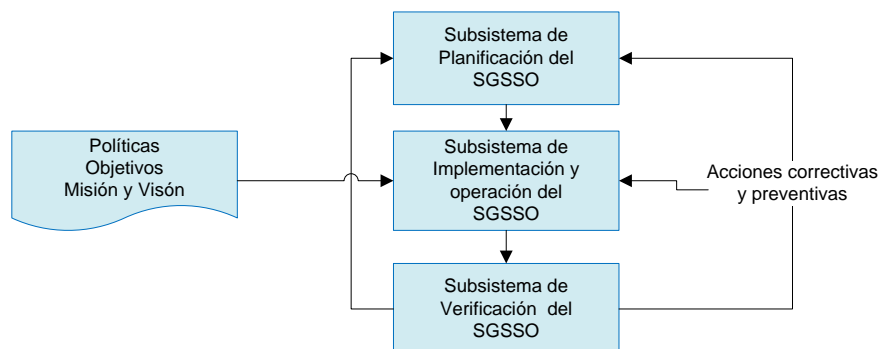 Subsistema de
Planificación del
SGSSO
Políticas
Objetivos
Misión y Visón
Subsistema de
Implementación y
operación del
SGSSO
Acciones correctivas
y preventivas
Subsistema de
Verificación del
SGSSO